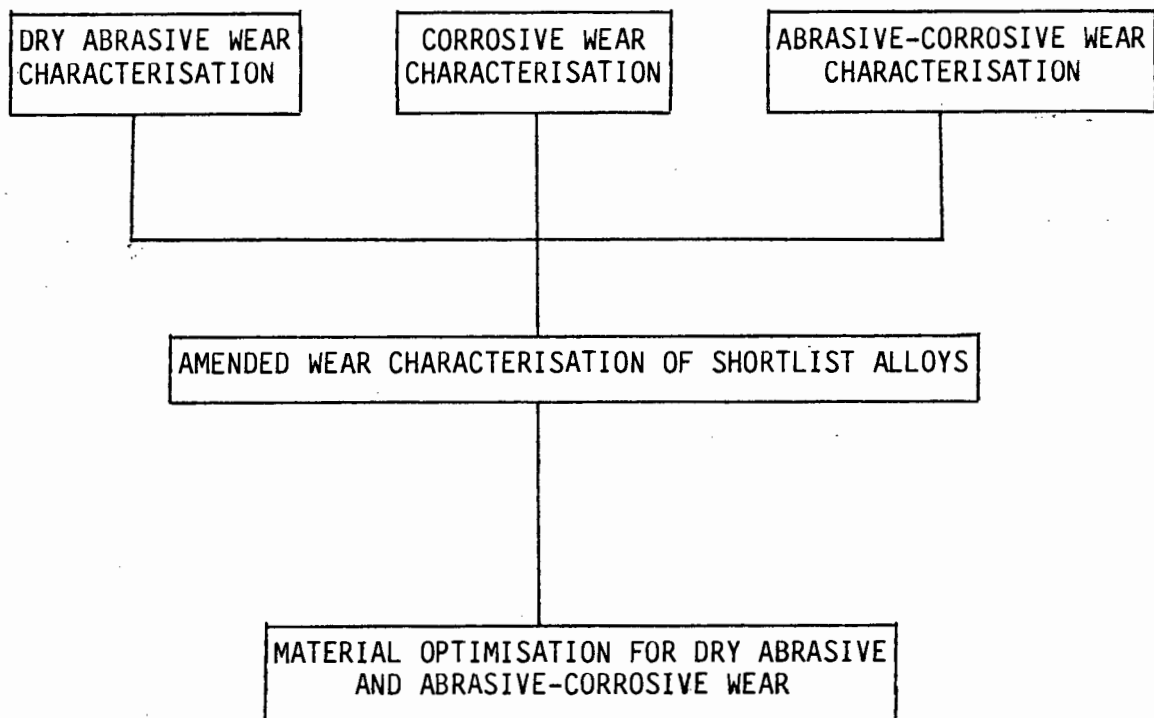 DRY ABRASIVE WEAR
CHARACTERISATION
CORROSIVE WEAR
CHARACTERISATION
ABRASIVE-CORROSIVE WEAR
CHARACTERISATION
AMENDED WEAR CHARACTERISATION OF SHORTLIST ALLOYS
MATERIAL OPTIMISATION FOR DRY ABRASIVE
AND ABRASIVE-CORROSIVE WEAR